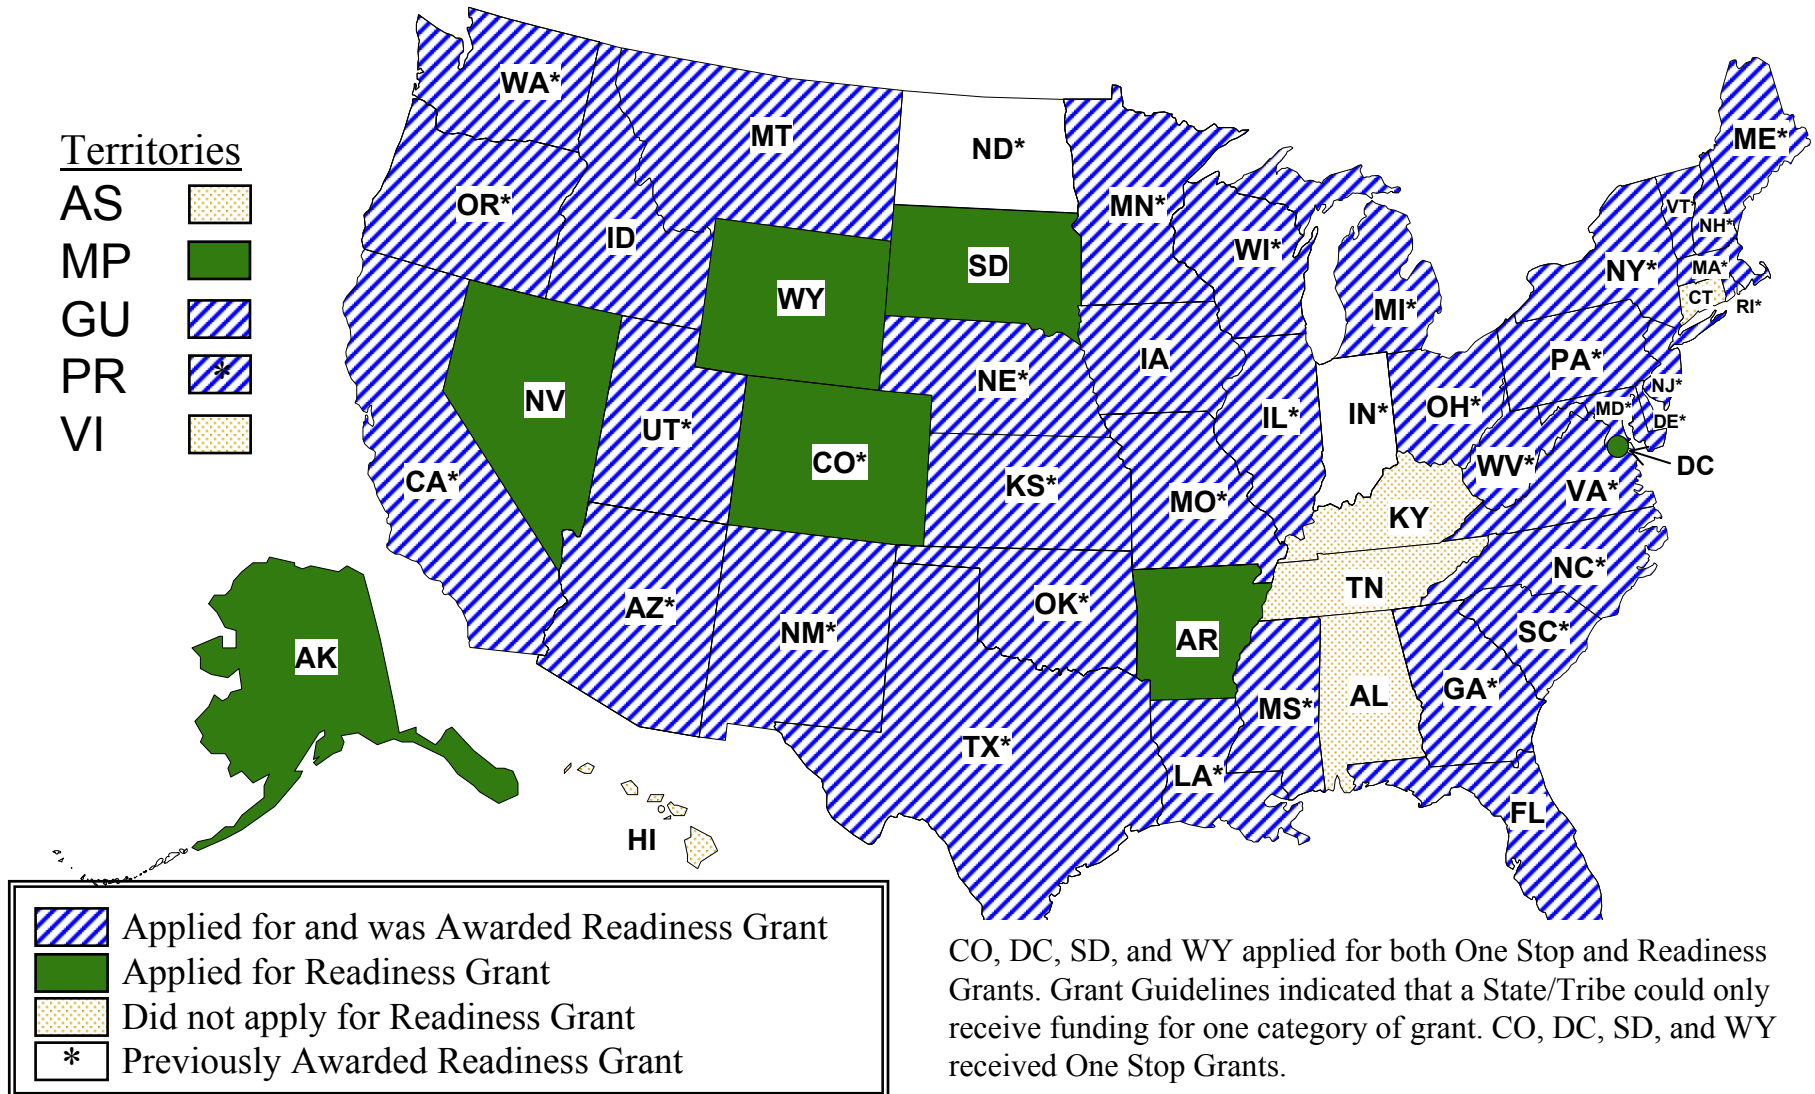 Territories
AS
MP
GU
PR *
VI
WA*
MT
ND*
ME*
OR*
ID
MN*
VT*
NH*
WI*
SD
NY*
MA*
WY
CT
RI*
MI*
IA
PA*
NE*
NJ*
NV
OH*
MD*
IL*
IN*
DE*
UT*
CO*
DC
WV*
CA*
KS*
VA*
MO*
KY
NC*
TN
AZ*
OK*
NM*
SC*
AR
AK
GA*
AL
MS*
TX*
LA*
FL
HI
Applied for and was Awarded Readiness Grant
Applied for Readiness Grant
Did not apply for Readiness Grant
* Previously Awarded Readiness Grant
CO, DC, SD, and WY applied for both One Stop and Readiness
Grants. Grant Guidelines indicated that a State/Tribe could only
receive funding for one category of grant. CO, DC, SD, and WY
received One Stop Grants.